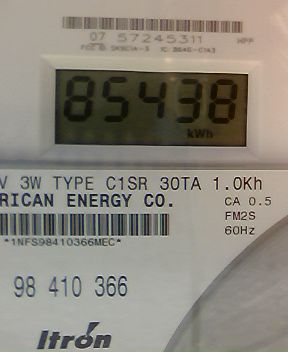 07 57245311
85438
kWh
V 3W TYPE C1SR 30TA 1.0Kh
RICAN ENERGY CO.
CA 0.5
FM2S
60Hz
*1NFS98410366MEC*
98 410 366
Itron